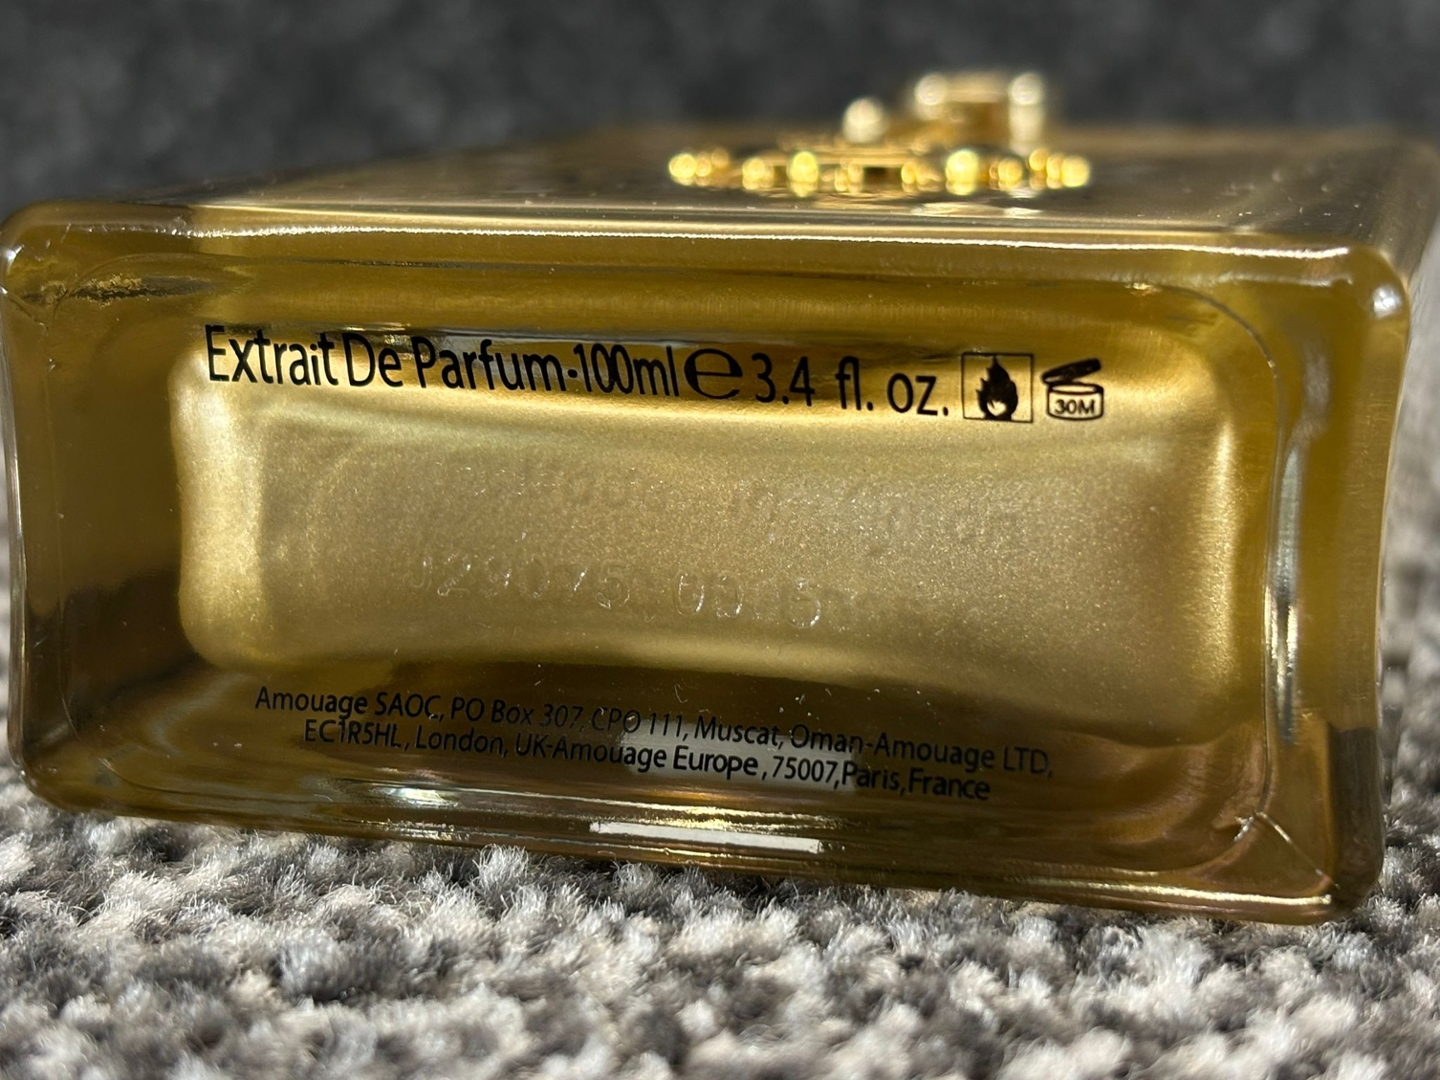 Extrait De Parfum·100ml ℮ 3.4 fl. oz.
30M
Amouage SAOC, PO Box 307, CPO 111, Muscat, Oman-Amouage LTD,
EC1R5HL, London, UK-Amouage Europe, 75007, Paris, France